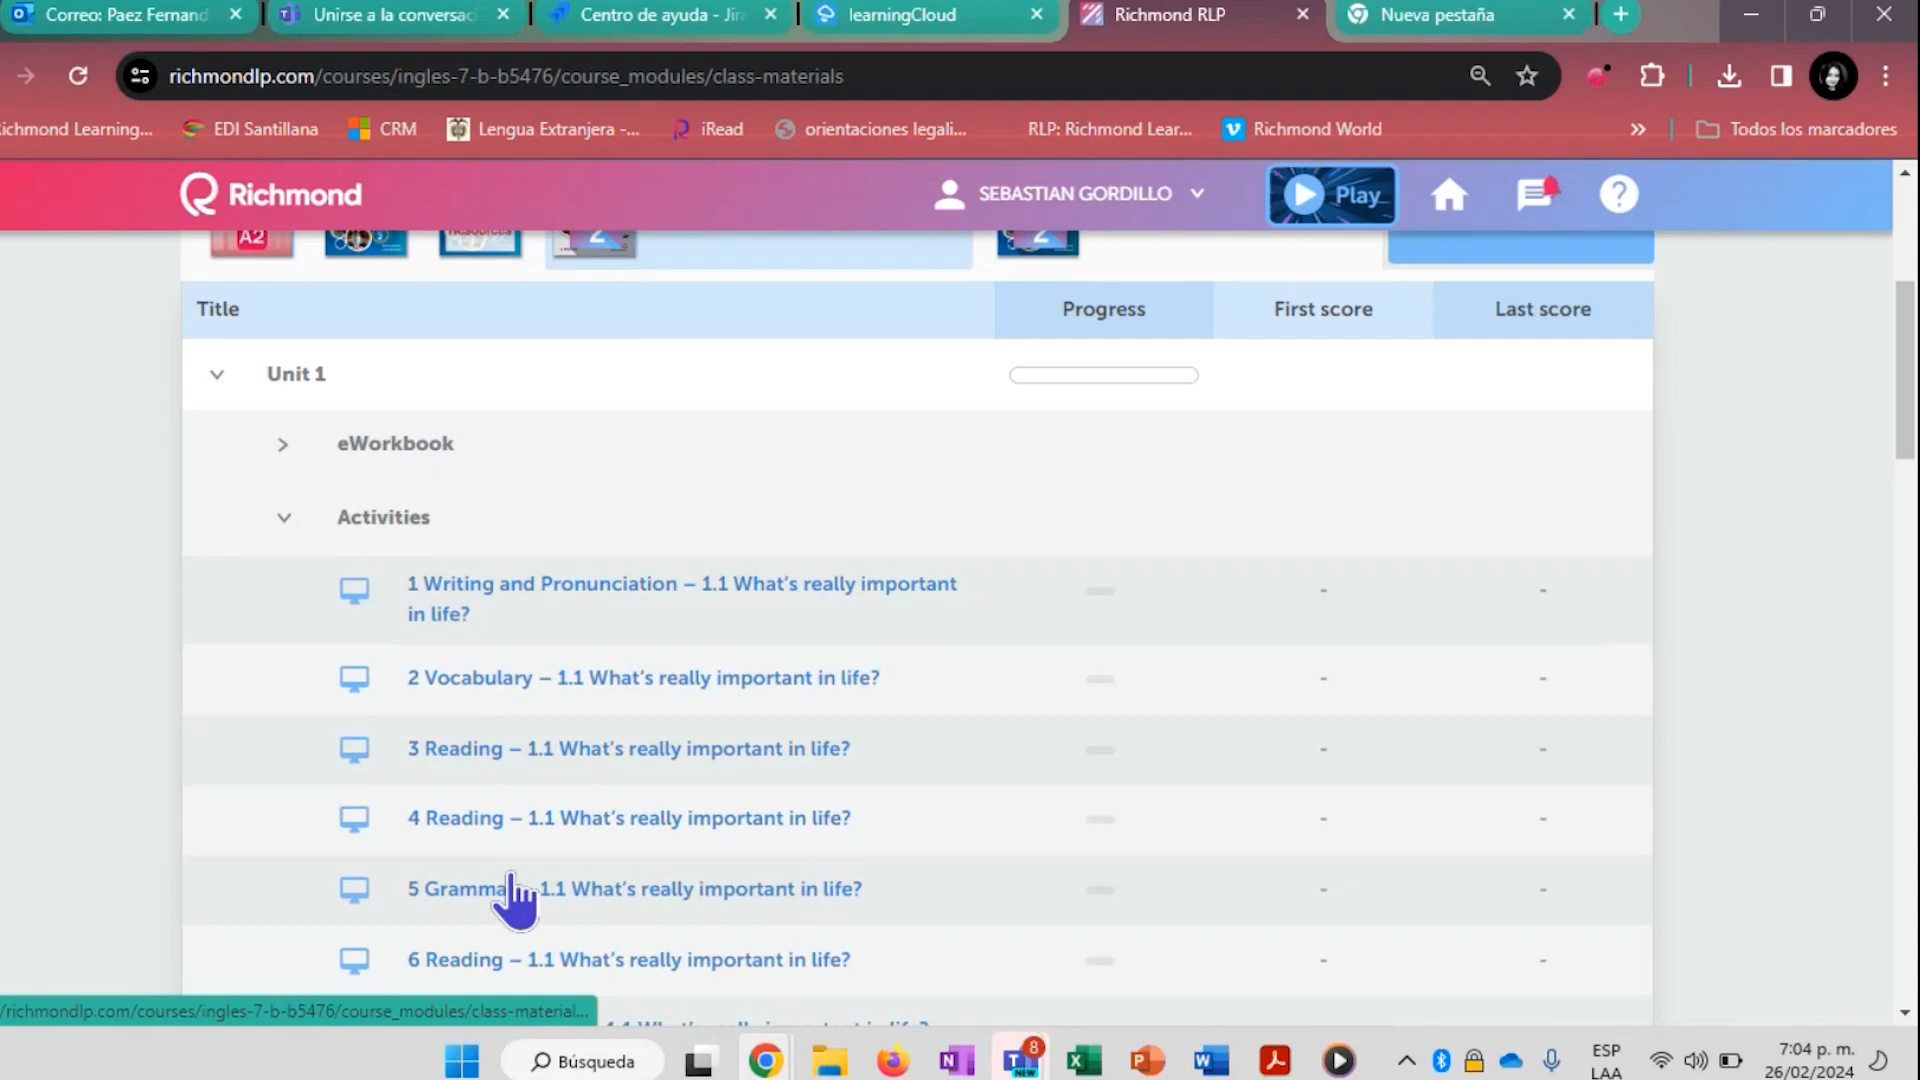 Correo: Paez Fernand
Unirse a la conversac
Centro de ayuda - Jir
learningCloud
Richmond RLP
Nueva pestaña
richmondlp.com/courses/ingles-7-b-b5476/course_modules/class-materials
ichmond Learning...
EDI Santillana
CRM
Lengua Extranjera -...
iRead
orientaciones legali...
RLP: Richmond Lear...
Richmond World
Todos los marcadores
Richmond
SEBASTIAN GORDILLO
Play_
A2
2
2
Title
Progress
First score
Last score
Unit 1
eWorkbook
Activities
1 Writing and Pronunciation – 1.1 What's really important
in life?
- -
2 Vocabulary – 1.1 What's really important in life?
- -
3 Reading – 1.1 What's really important in life?
- -
4 Reading – 1.1 What's really important in life?
- -
5 Gramma – 1.1 What's really important in life?
- -
6 Reading – 1.1 What's really important in life?
- -
/richmondlp.com/courses/ingles-7-b-b5476/course_modules/class-material...
Búsqueda
8
NEW
ESP
LAA
7:04 p. m.
26/02/2024